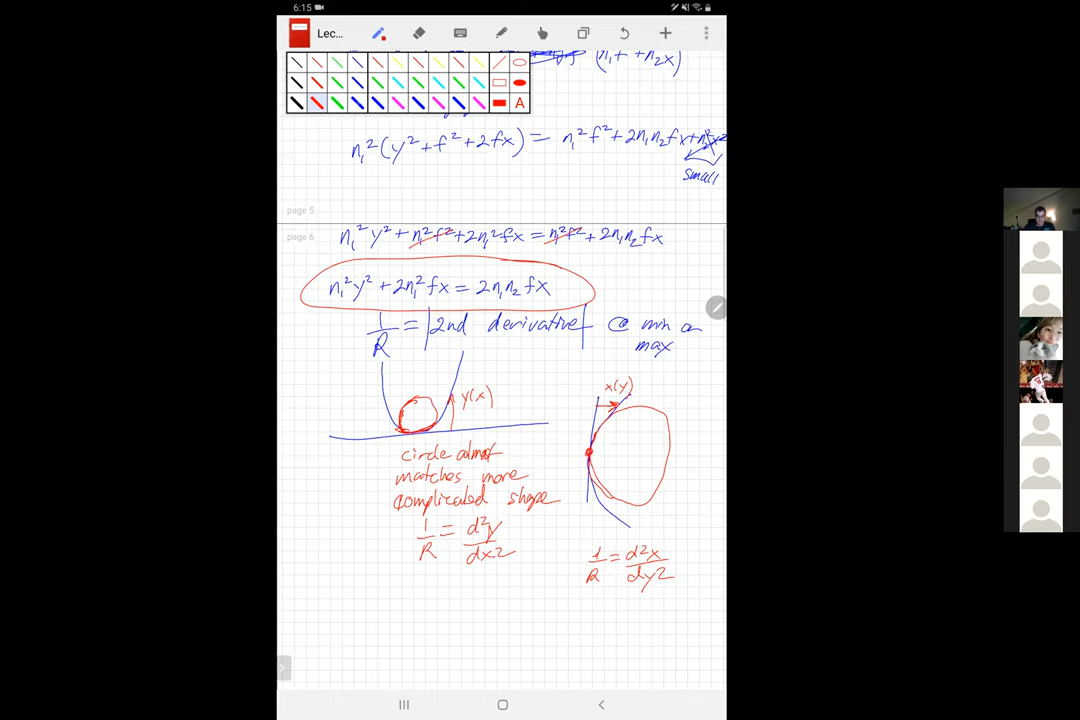 6:15
Lec...
A
(n₁f + n₂x)
n₁²(y² + f² + 2fx) = n₁²f² + 2n₁n₂fx + n₂²x²
small
page 5
page 6
n₁²y² + n₁²f² + 2n₁²fx = n₁²f² + 2n₁n₂fx
n₁²y² + 2n₁²fx = 2n₁n₂fx
1/R = |2nd derivative| @ min or
max
y(x)
x(y)
circle almost
matches more
complicated shape
1/R = d²y/dx2
1/R = d²x/dy2